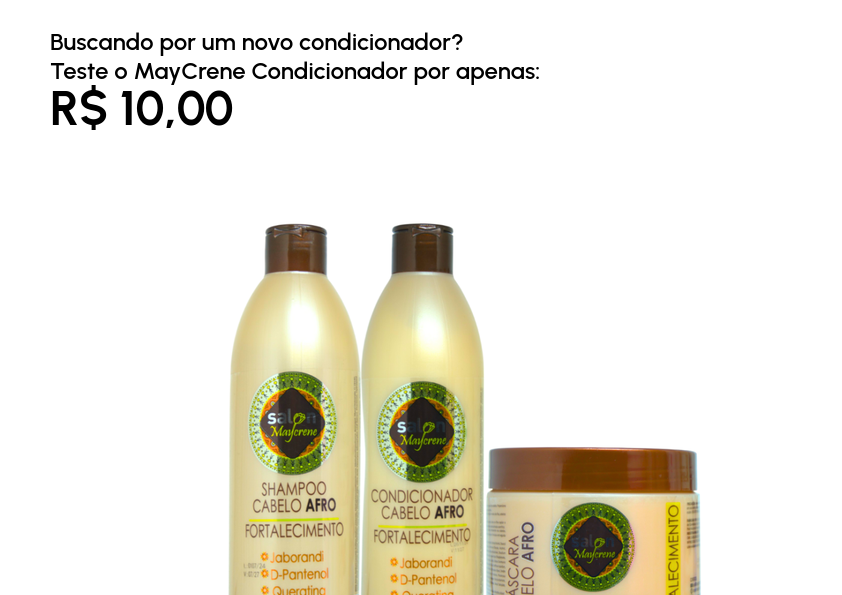 Buscando por um novo condicionador?
Teste o MayCrene Condicionador por apenas:
R$ 10,00
salon
Maycrene
SHAMPOO
CABELO AFRO
FORTALECIMENTO
Jaborandi
D-Pantenol
Queratina
salon
Maycrene
CONDICIONADOR
CABELO AFRO
FORTALECIMENTO
Jaborandi
D-Pantenol
salon
Maycrene